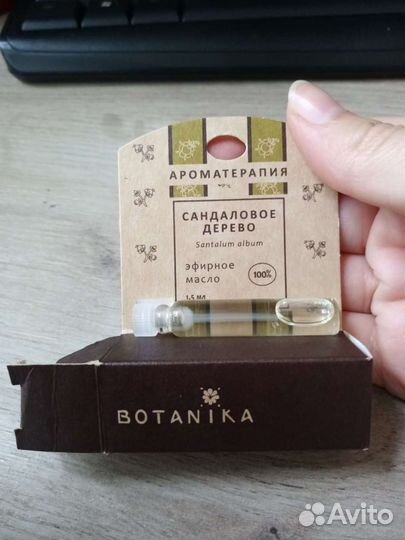 АРОМАТЕРАПИЯ
САНДАЛОВОЕ
ДЕРЕВО
Santalum album
эфирное
масло
100%
1,5 мл
BOTANIKA
Avito